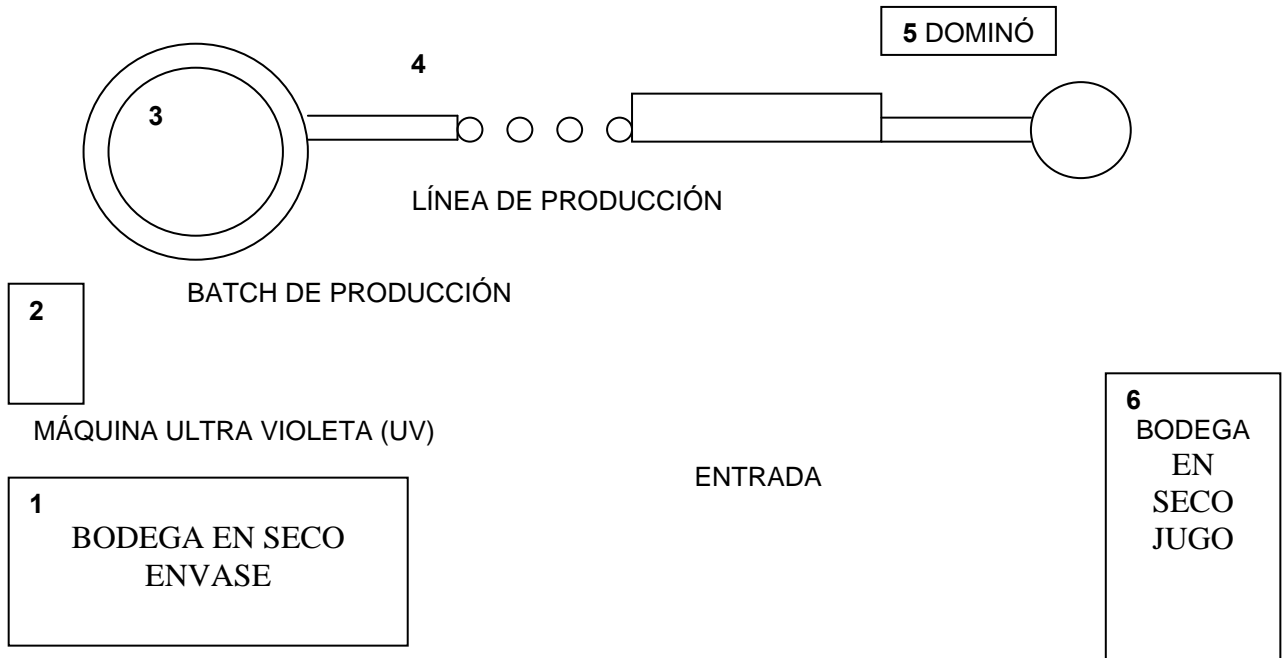 5 DOMINÓ
4
3
LÍNEA DE PRODUCCIÓN
BATCH DE PRODUCCIÓN
2
MÁQUINA ULTRA VIOLETA (UV)
6
BODEGA
EN
SECO
JUGO
ENTRADA
1
BODEGA EN SECO
ENVASE